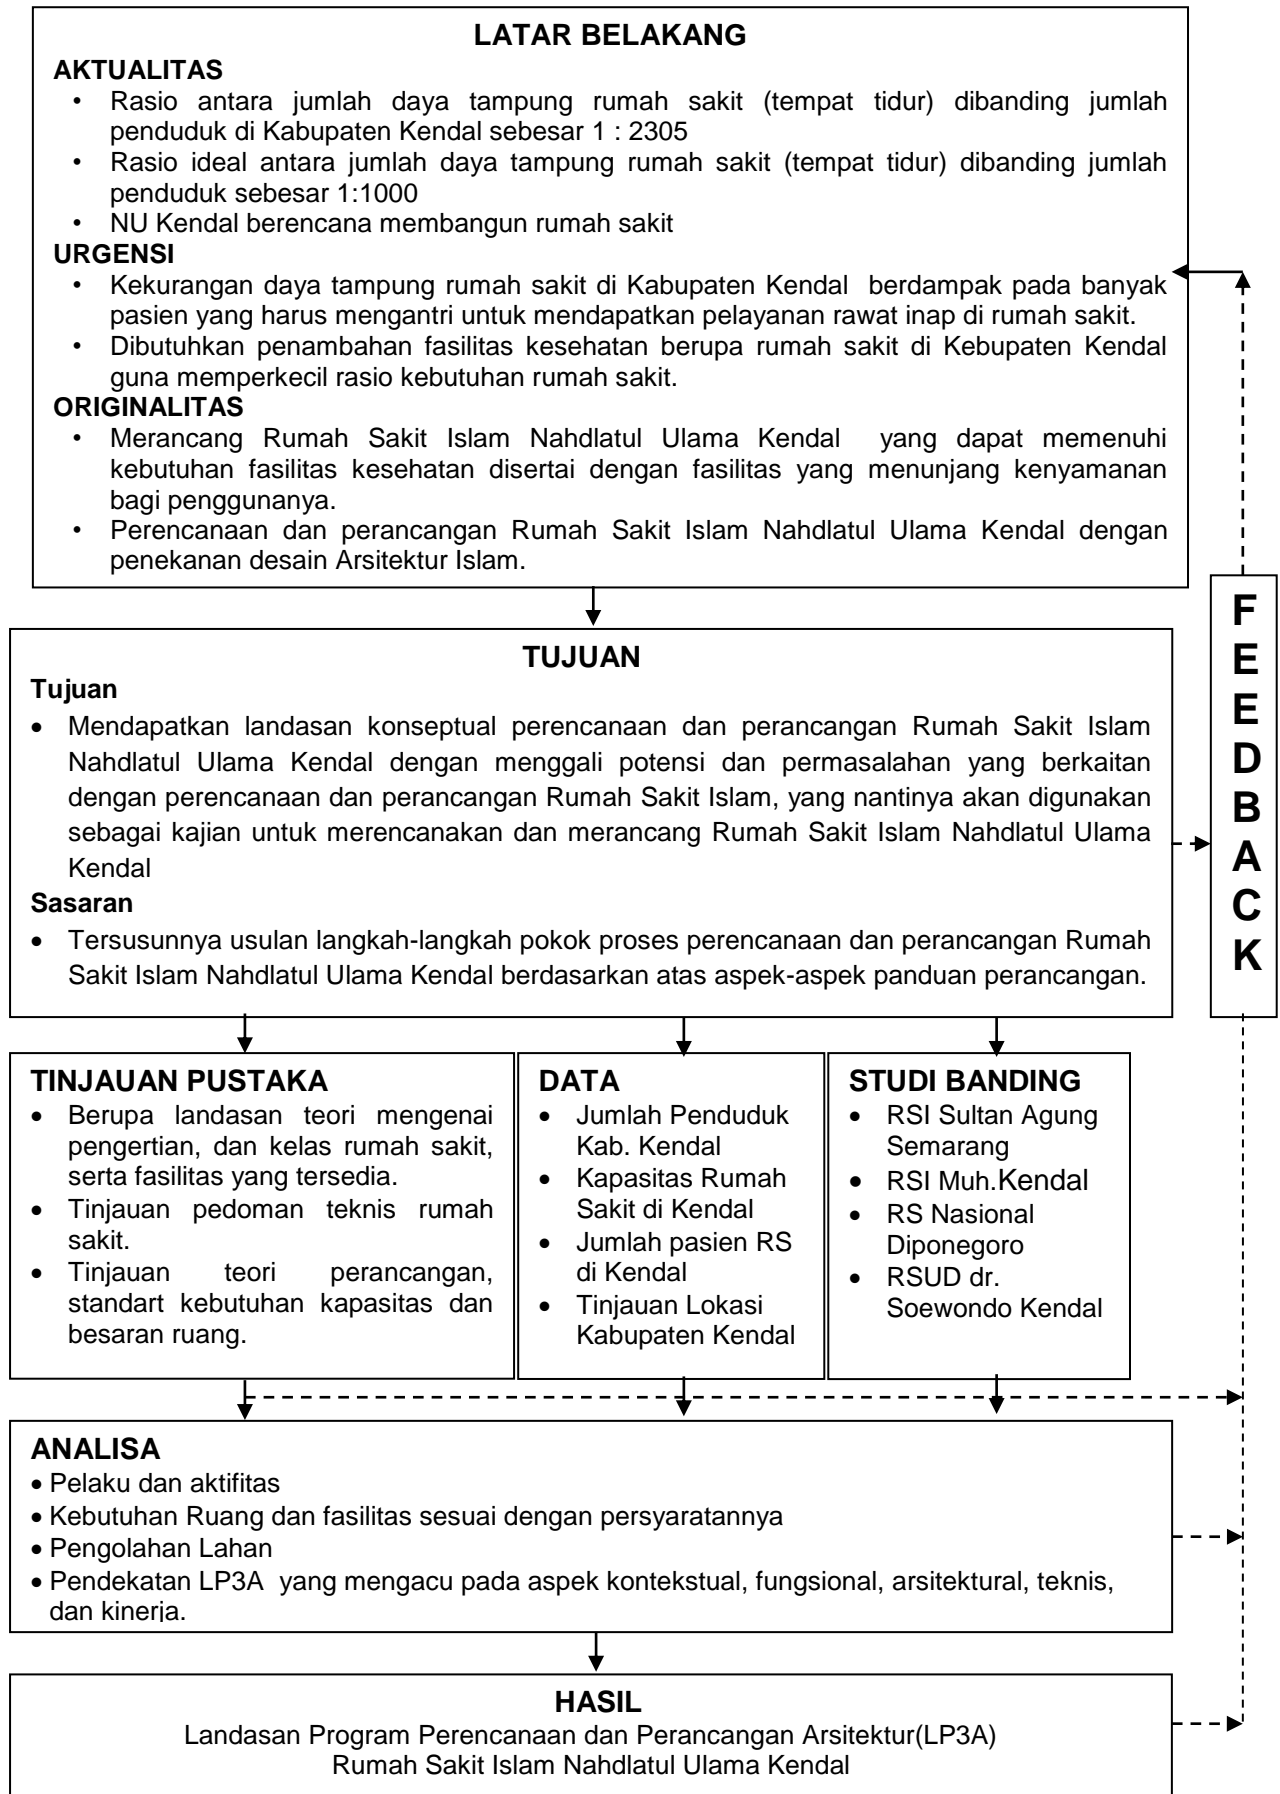 LATAR BELAKANG
AKTUALITAS
• Rasio antara jumlah daya tampung rumah sakit (tempat tidur) dibanding jumlah
penduduk di Kabupaten Kendal sebesar 1 : 2305
• Rasio ideal antara jumlah daya tampung rumah sakit (tempat tidur) dibanding jumlah
penduduk sebesar 1:1000
• NU Kendal berencana membangun rumah sakit
URGENSI
• Kekurangan daya tampung rumah sakit di Kabupaten Kendal berdampak pada banyak
pasien yang harus mengantri untuk mendapatkan pelayanan rawat inap di rumah sakit.
• Dibutuhkan penambahan fasilitas kesehatan berupa rumah sakit di Kebupaten Kendal
guna memperkecil rasio kebutuhan rumah sakit.
ORIGINALITAS
• Merancang Rumah Sakit Islam Nahdlatul Ulama Kendal yang dapat memenuhi
kebutuhan fasilitas kesehatan disertai dengan fasilitas yang menunjang kenyamanan
bagi penggunanya.
• Perencanaan dan perancangan Rumah Sakit Islam Nahdlatul Ulama Kendal dengan
penekanan desain Arsitektur Islam.
TUJUAN
Tujuan
• Mendapatkan landasan konseptual perencanaan dan perancangan Rumah Sakit Islam
Nahdlatul Ulama Kendal dengan menggali potensi dan permasalahan yang berkaitan
dengan perencanaan dan perancangan Rumah Sakit Islam, yang nantinya akan digunakan
sebagai kajian untuk merencanakan dan merancang Rumah Sakit Islam Nahdlatul Ulama
Kendal
Sasaran
• Tersusunnya usulan langkah-langkah pokok proses perencanaan dan perancangan Rumah
Sakit Islam Nahdlatul Ulama Kendal berdasarkan atas aspek-aspek panduan perancangan.
F
E
E
D
B
A
C
K
TINJAUAN PUSTAKA
• Berupa landasan teori mengenai
pengertian, dan kelas rumah sakit,
serta fasilitas yang tersedia.
• Tinjauan pedoman teknis rumah
sakit.
• Tinjauan teori perancangan,
standart kebutuhan kapasitas dan
besaran ruang.
DATA
• Jumlah Penduduk
Kab. Kendal
• Kapasitas Rumah
Sakit di Kendal
• Jumlah pasien RS
di Kendal
• Tinjauan Lokasi
Kabupaten Kendal
STUDI BANDING
• RSI Sultan Agung
Semarang
• RSI Muh.Kendal
• RS Nasional
Diponegoro
• RSUD dr.
Soewondo Kendal
ANALISA
• Pelaku dan aktifitas
• Kebutuhan Ruang dan fasilitas sesuai dengan persyaratannya
• Pengolahan Lahan
• Pendekatan LP3A yang mengacu pada aspek kontekstual, fungsional, arsitektural, teknis,
dan kinerja.
HASIL
Landasan Program Perencanaan dan Perancangan Arsitektur(LP3A)
Rumah Sakit Islam Nahdlatul Ulama Kendal